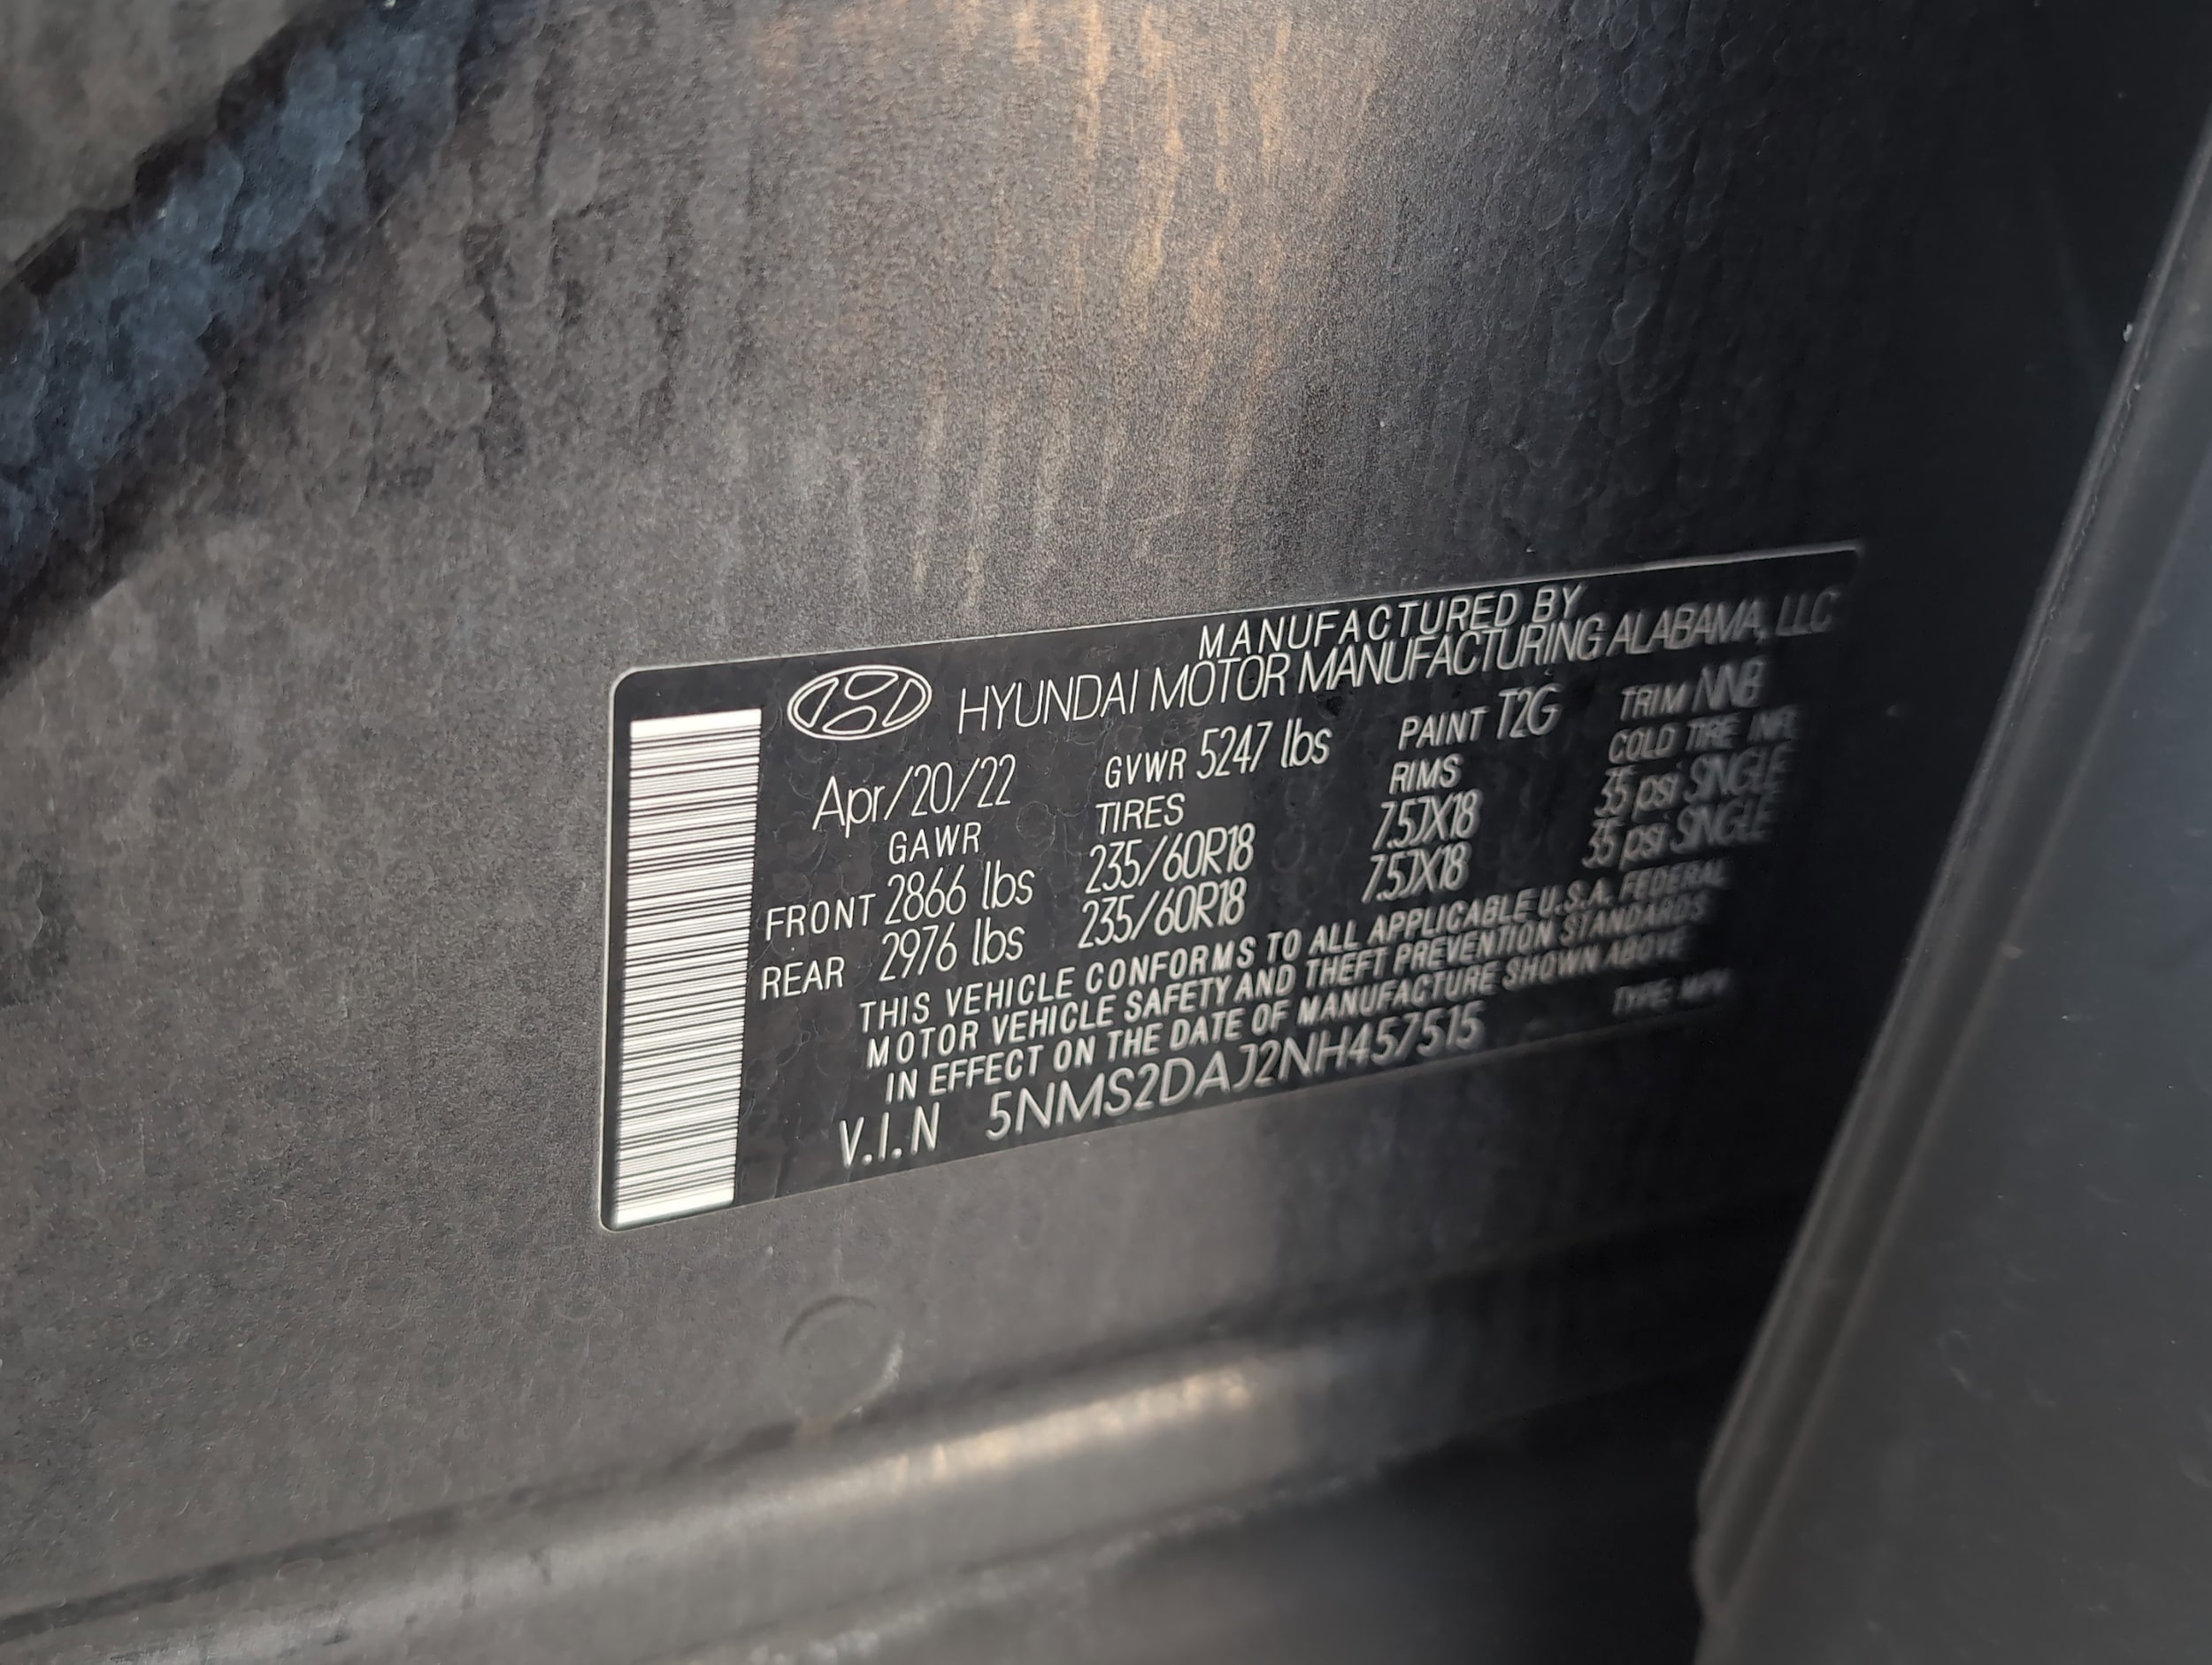 MANUFACTURED BY
HYUNDAI MOTOR MANUFACTURING ALABAMA, LLC
Apr/20/22 GVWR 5247 lbs PAINT T2G TRIM NNB
GAWR TIRES RIMS COLD TIRE INF.
FRONT 2866 lbs 235/60R18 7.5JX18 35 psi SINGLE
REAR 2976 lbs 235/60R18 7.5JX18 35 psi SINGLE
THIS VEHICLE CONFORMS TO ALL APPLICABLE U.S.A. FEDERAL
MOTOR VEHICLE SAFETY AND THEFT PREVENTION STANDARDS
IN EFFECT ON THE DATE OF MANUFACTURE SHOWN ABOVE
V.I.N 5NMS2DAJ2NH457515 TYPE: MPV